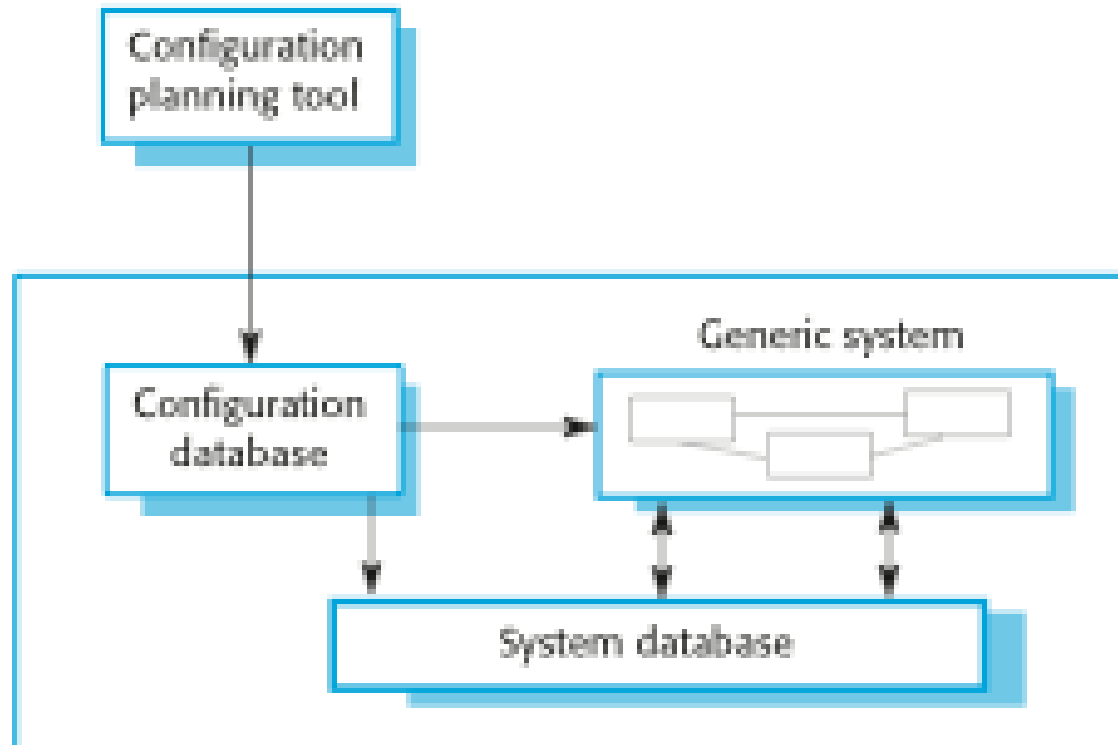 Configuration
planning tool
Generic system
Configuration
database
System database